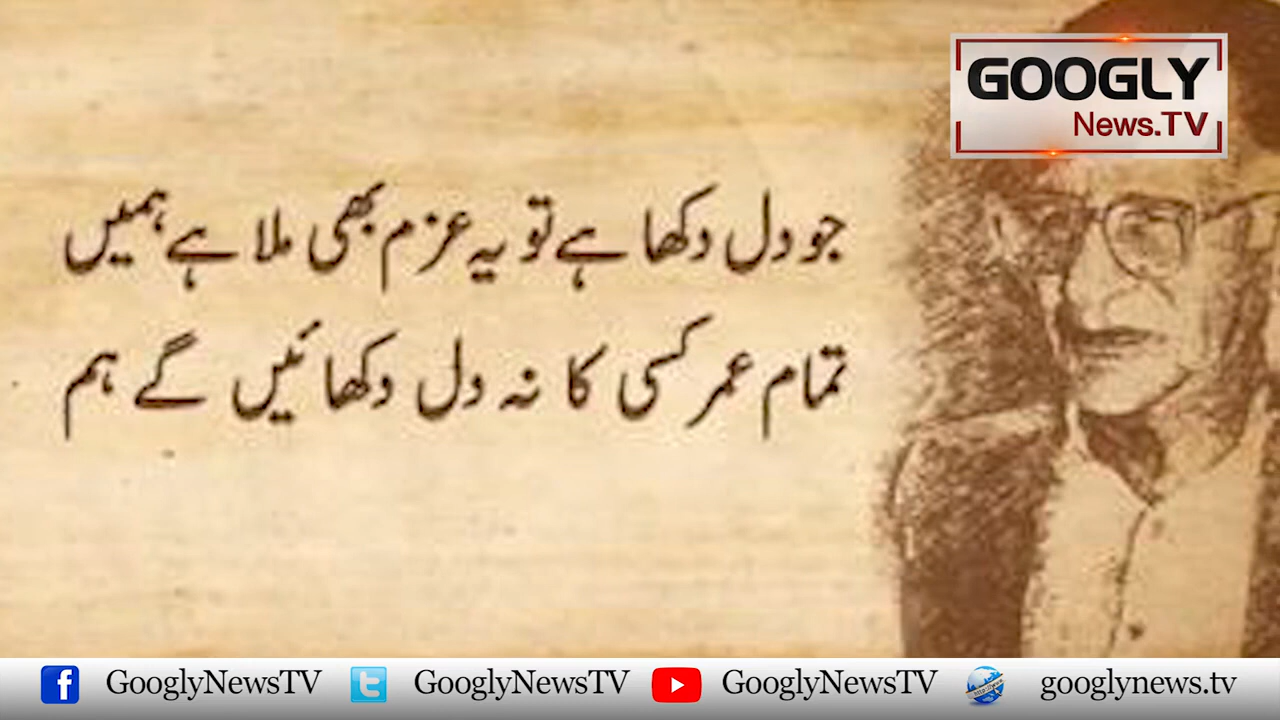 GOOGLY
News.TV
جو دل دکھا ہے تو یہ عزم بھی ملا ہے ہمیں
تمام عمر کسی کا نہ دل دکھائیں گے ہم
GooglyNewsTV GooglyNewsTV GooglyNewsTV googlynews.tv